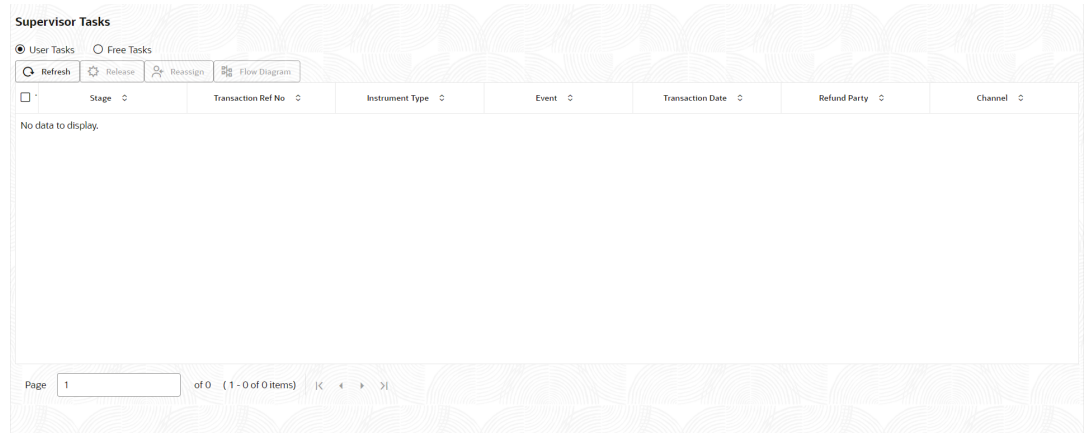 Supervisor Tasks
User Tasks Free Tasks
Refresh Release Reassign Flow Diagram
Stage Transaction Ref No Instrument Type Event Transaction Date Refund Party Channel
No data to display.
Page 1 of 0 ( 1 - 0 of 0 items)